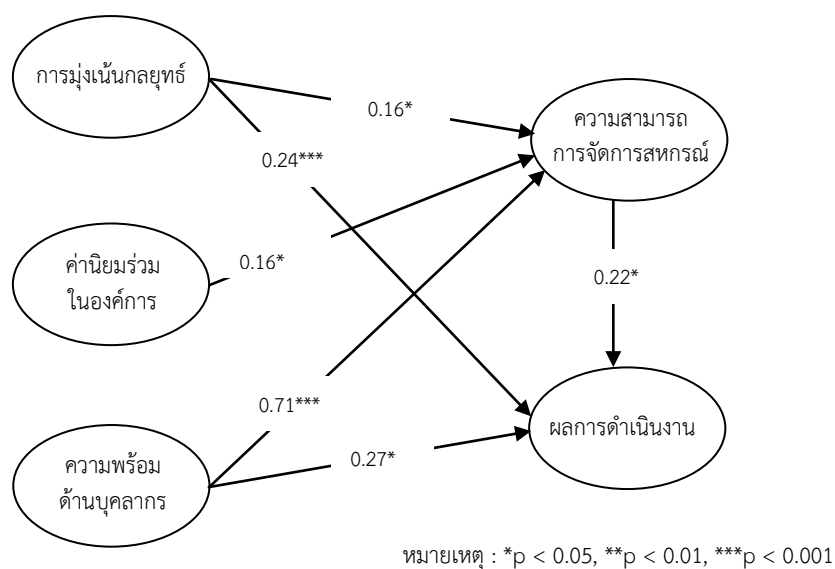 การมุ่งเน้นกลยุทธ์
0.16*
ความสามารถ
การจัดการสหกรณ์
0.24***
ค่านิยมร่วม
ในองค์การ
0.16*
0.22*
0.71***
ความพร้อม
ด้านบุคลากร
0.27*
ผลการดำเนินงาน
หมายเหตุ : *p < 0.05, **p < 0.01, ***p < 0.001